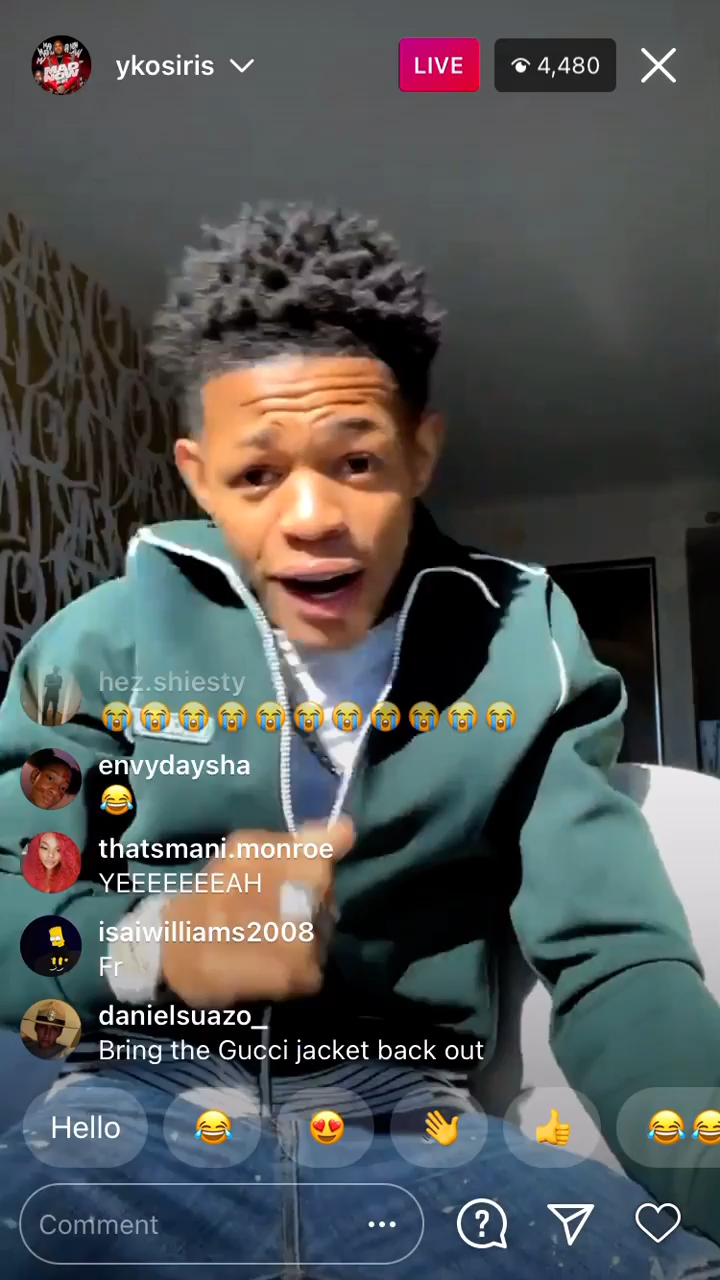 ykosiris
LIVE
4,480
hez.shiesty
😭😭😭😭😭😭😭😭😭😭😭
envydaysha
😂
thatsmani.monroe
YEEEEEEEAH
isaiwilliams2008
Fr
danielsuazo_
Bring the Gucci jacket back out
Hello 😂 😍 👋 👍 😂😂
Comment